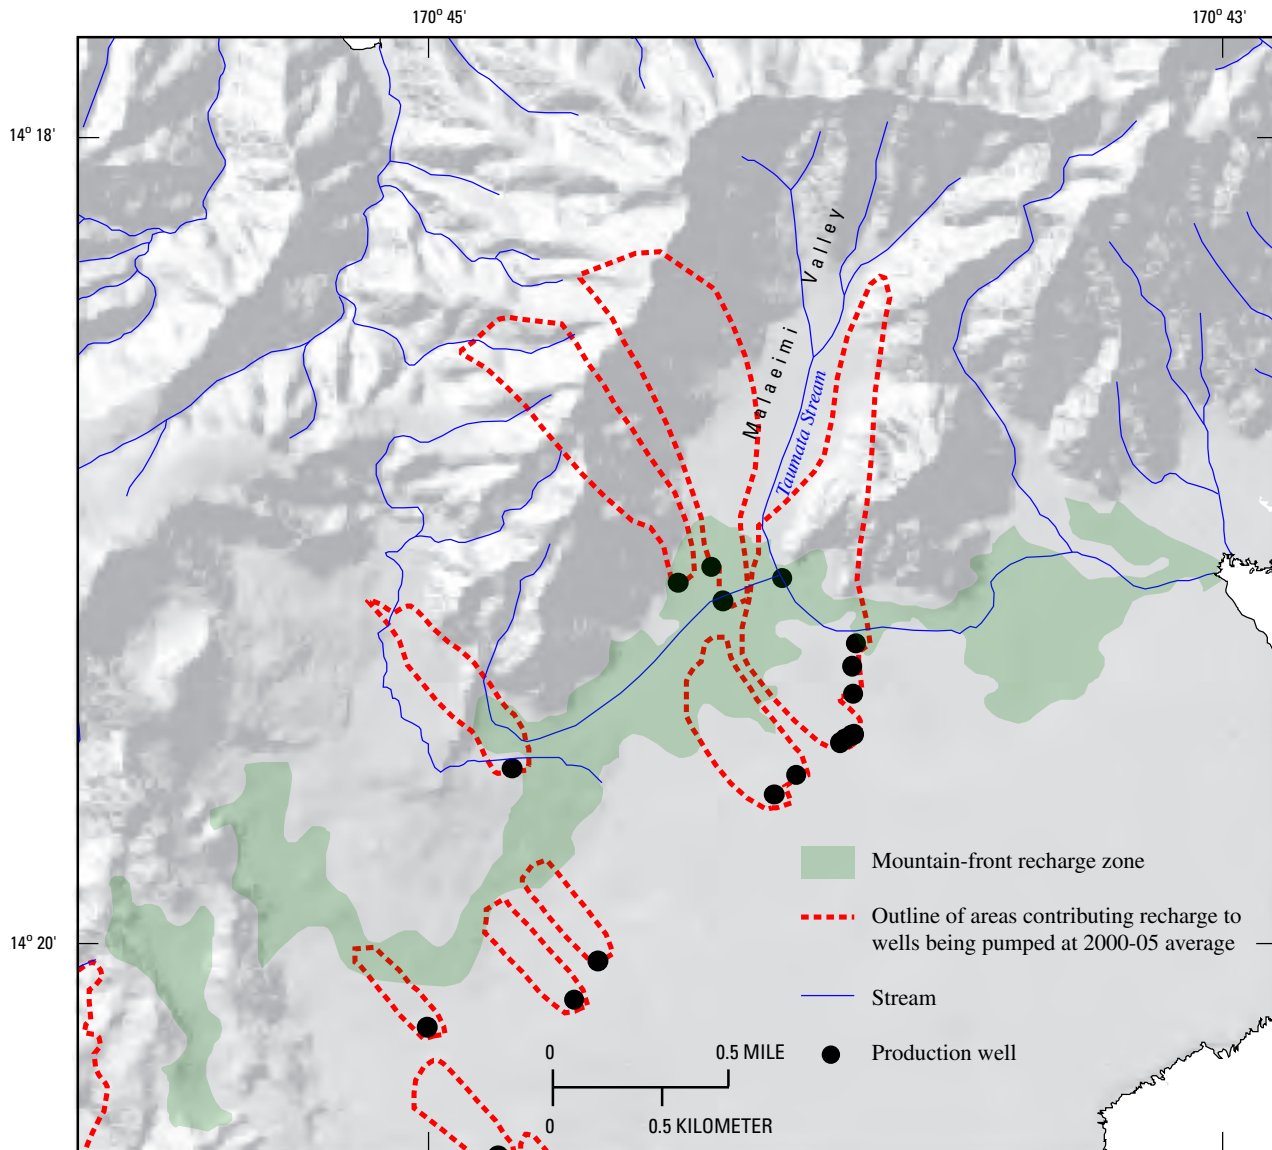 170° 45'
170° 43'
14° 18'
Valley
Malaeimi
Taumata Stream
Mountain-front recharge zone
Outline of areas contributing recharge to
wells being pumped at 2000-05 average
14° 20'
Stream
Production well
0
0.5 MILE
0
0.5 KILOMETER